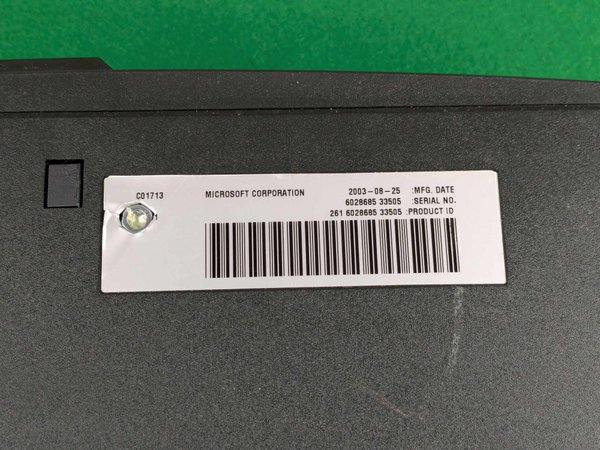 C01713 MICROSOFT CORPORATION 2003-08-25 :MFG. DATE
6028685 33505 :SERIAL NO.
261 6028685 33505 :PRODUCT ID